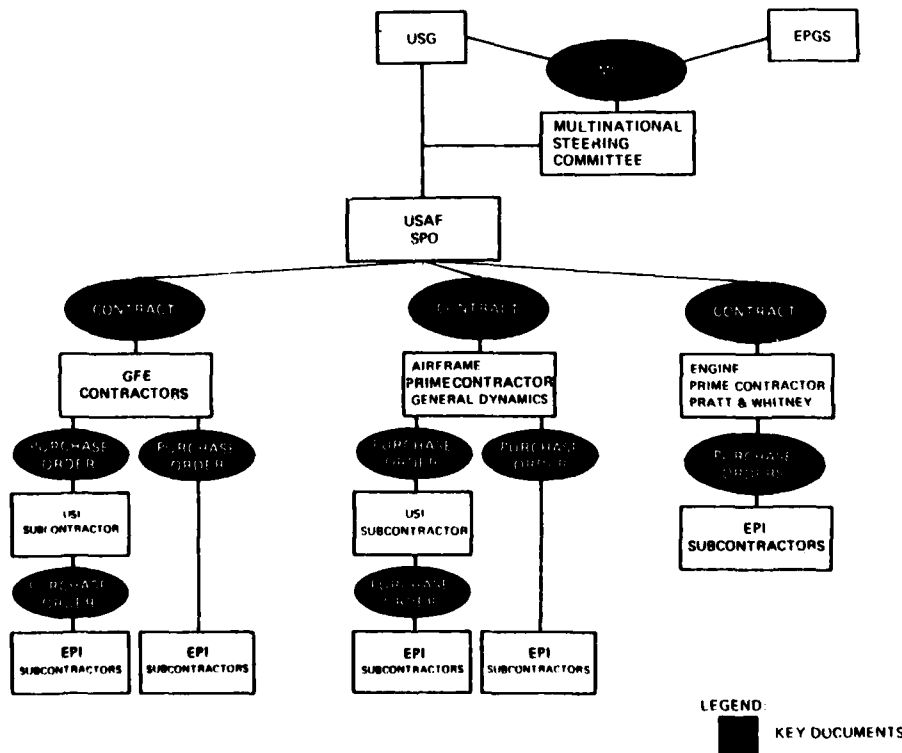 USG
EPGS
MULTINATIONAL
STEERING
COMMITTEE
USAF
SPO
CONTRACT
CONTRACT
CONTRACT
GFE
CONTRACTORS
AIRFRAME
PRIME CONTRACTOR
GENERAL DYNAMICS
ENGINE
PRIME CONTRACTOR
PRATT & WHITNEY
PURCHASE
ORDER
PURCHASE
ORDER
PURCHASE
ORDER
PURCHASE
ORDER
PURCHASE
ORDERS
USI
SUBCONTRACTOR
USI
SUBCONTRACTOR
EPI
SUBCONTRACTORS
PURCHASE
ORDER
PURCHASE
ORDER
EPI
SUBCONTRACTORS
EPI
SUBCONTRACTORS
EPI
SUBCONTRACTORS
EPI
SUBCONTRACTORS
LEGEND:
KEY DOCUMENTS